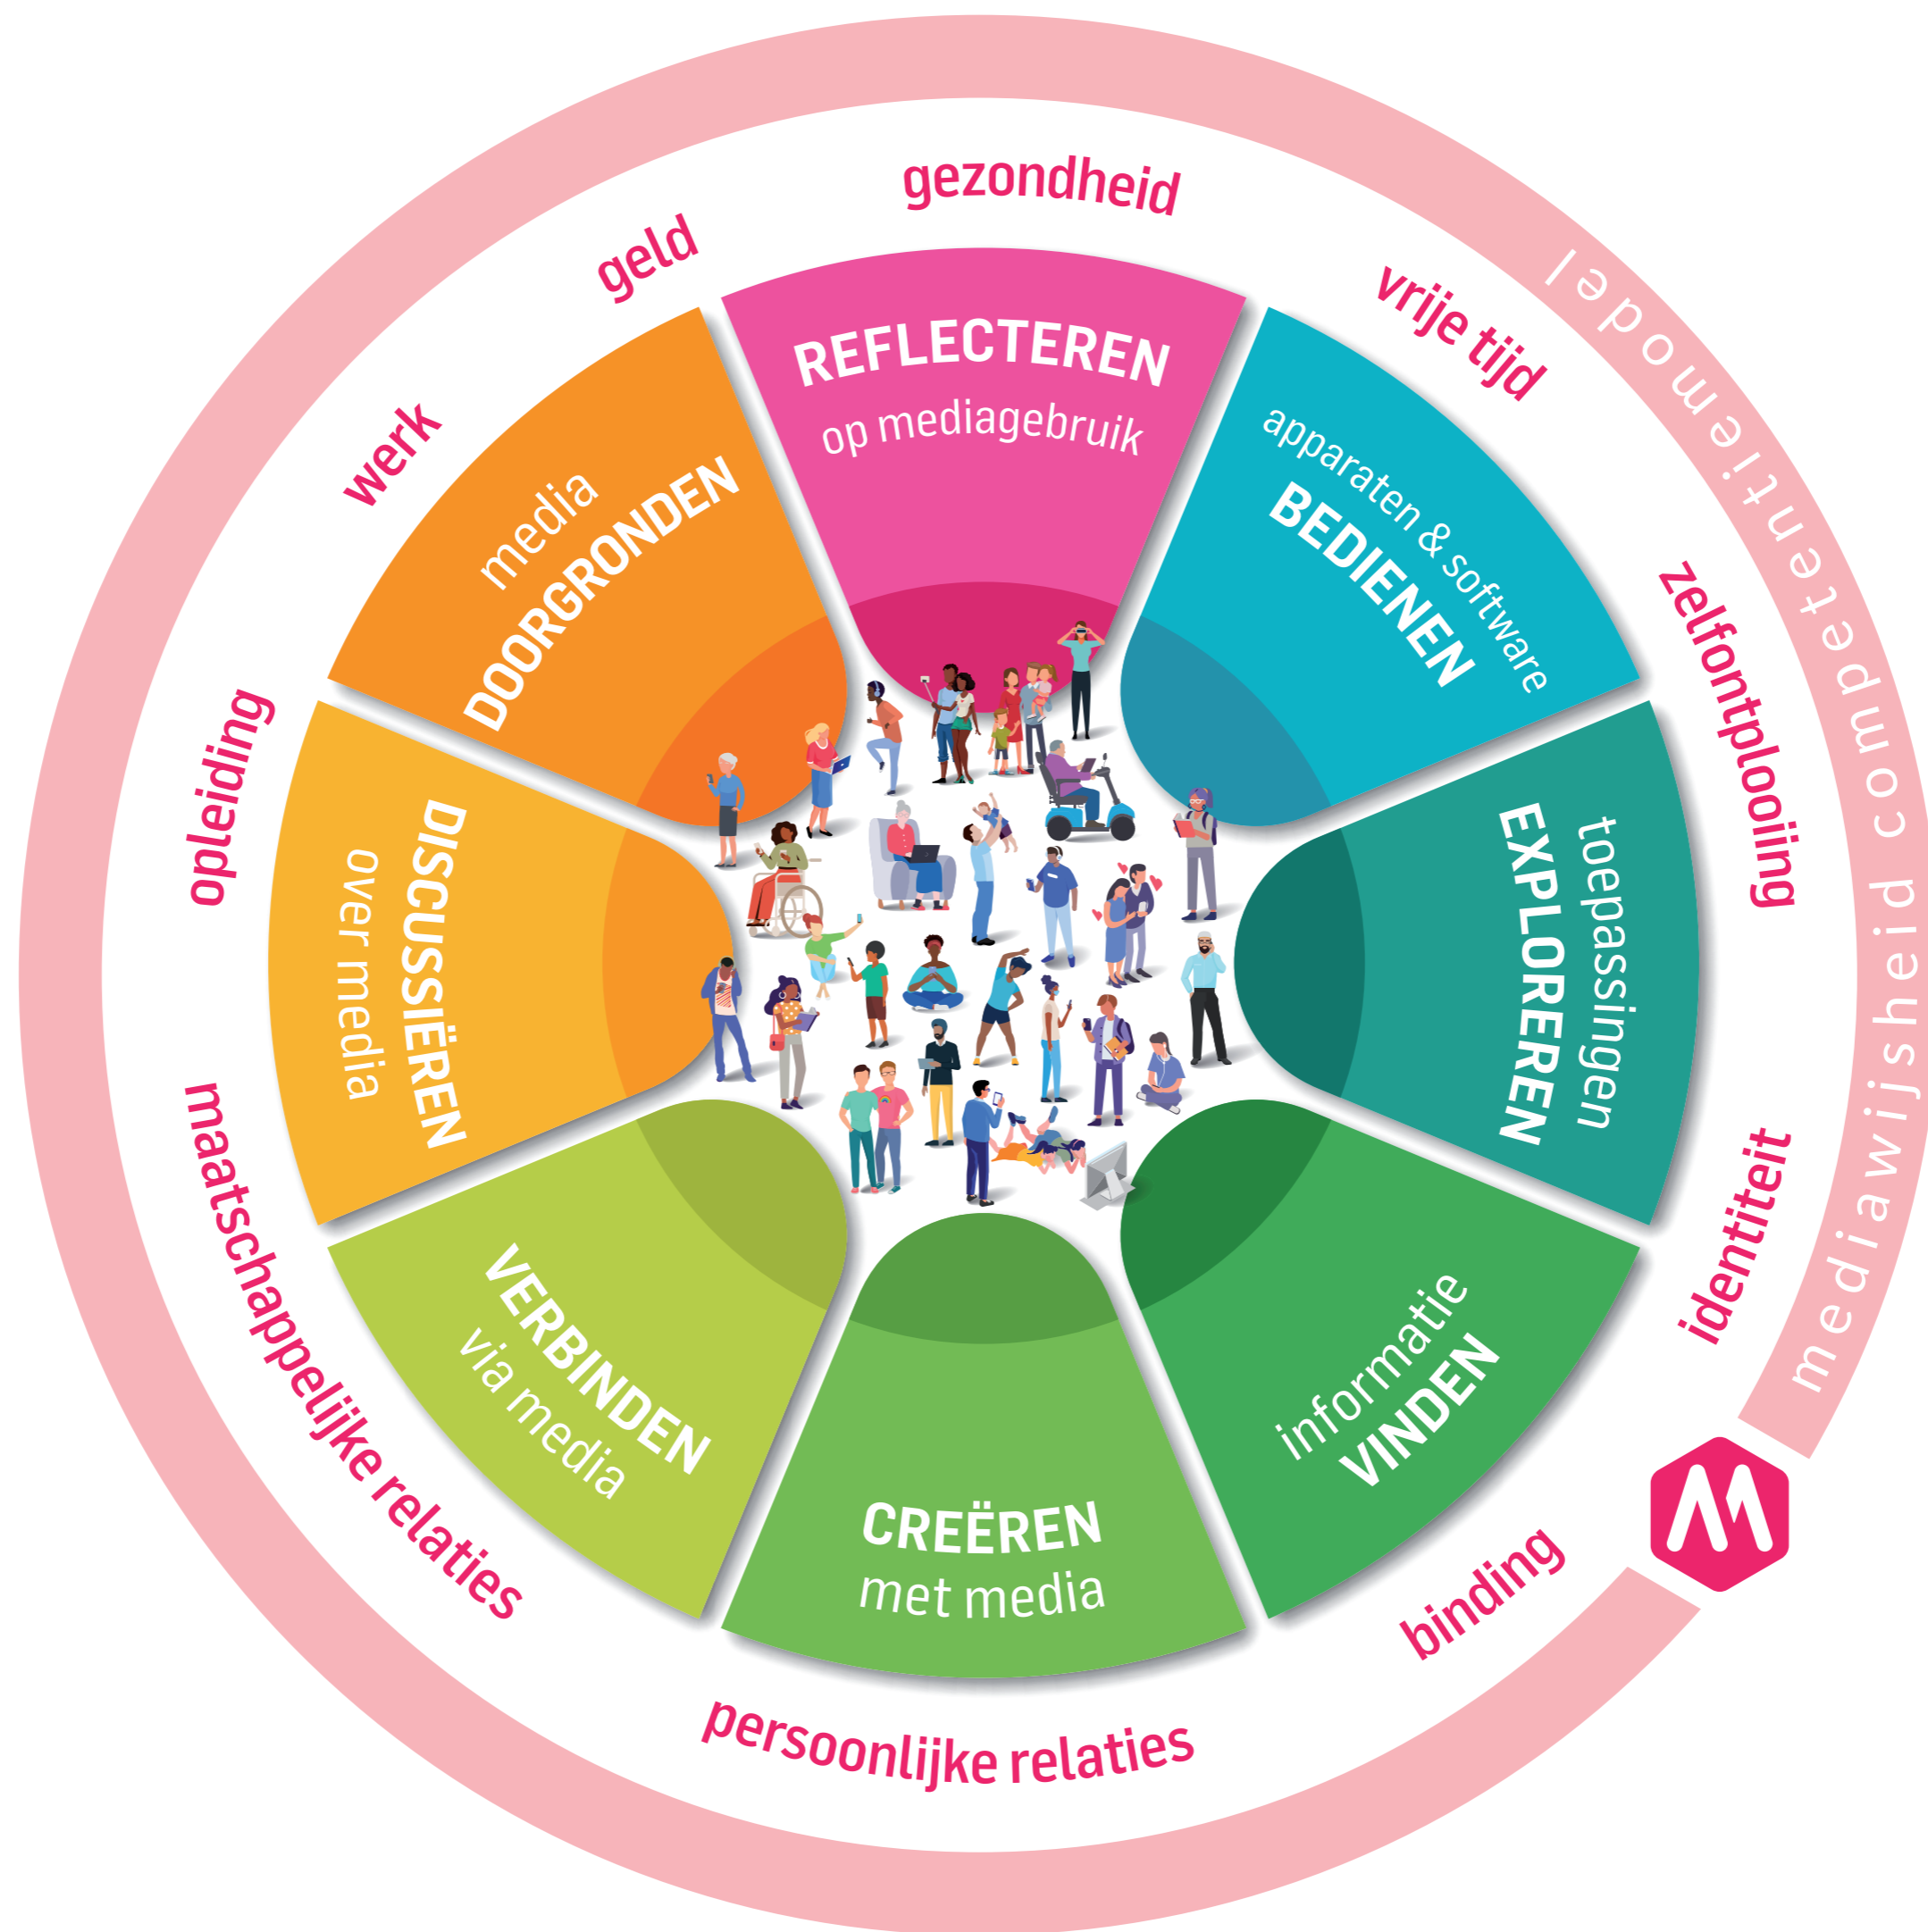 gezondheid
vrije tijd
zelfontplooiing
identiteit
binding
persoonlijke relaties
maatschappelijke relaties
opleiding
werk
geld
mediawijsheid competentiemodel
REFLECTEREN
op mediagebruik
apparaten & software
BEDIENEN
toepassingen
EXPLOREREN
informatie
VINDEN
CREËREN
met media
VERBINDEN
via media
DISCUSSIËREN
over media
media
DOORGRONDEN